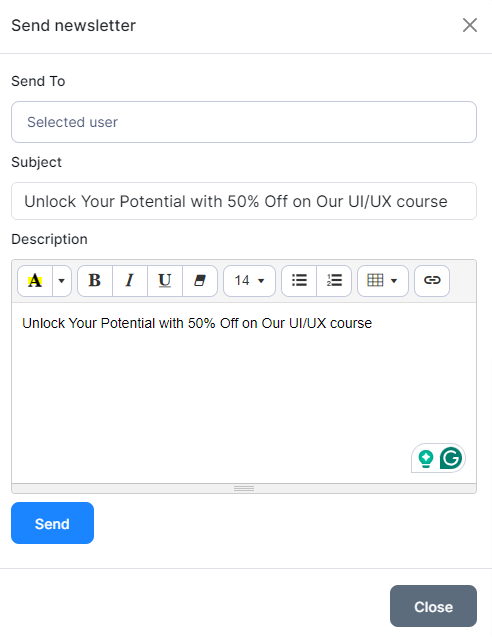 Send newsletter
Send To
Selected user
Subject
Unlock Your Potential with 50% Off on Our UI/UX course
Description
A B I U 14
Unlock Your Potential with 50% Off on Our UI/UX course
Send
Close